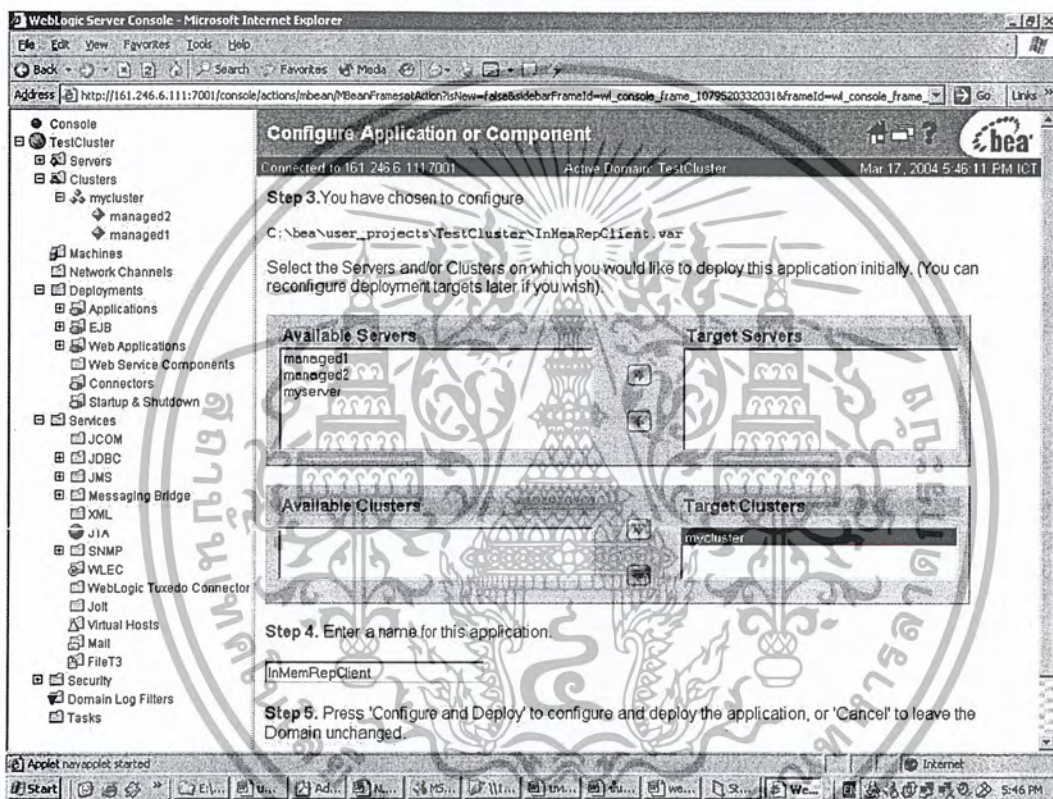 WebLogic Server Console - Microsoft Internet Explorer
File Edit View Favorites Tools Help
Back Search Favorites Media
Address http://161.246.6.111:7001/console/actions/mbean/MBeanFramesetAction?isNew=false&sidebarFrameId=wl_console_frame_1079520332031&frameId=wl_console_frame_ Go Links »
Console
TestCluster
Servers
Clusters
mycluster
managed2
managed1
Machines
Network Channels
Deployments
Applications
EJB
Web Applications
Web Service Components
Connectors
Startup & Shutdown
Services
JCOM
JDBC
JMS
Messaging Bridge
XML
JTA
SNMP
WLEC
WebLogic Tuxedo Connector
Jolt
Virtual Hosts
Mail
FileT3
Security
Domain Log Filters
Tasks
Configure Application or Component
bea
Connected to 161.246.6.111:7001 Active Domain: TestCluster Mar 17, 2004 5:46:11 PM ICT
Step 3. You have chosen to configure
C:\bea\user_projects\TestCluster\InMemRepClient.war
Select the Servers and/or Clusters on which you would like to deploy this application initially. (You can
reconfigure deployment targets later if you wish).
Available Servers Target Servers
managed1
managed2
myserver
Available Clusters Target Clusters
mycluster
Step 4. Enter a name for this application.
InMemRepClient
Step 5. Press 'Configure and Deploy' to configure and deploy the application, or 'Cancel' to leave the
Domain unchanged.
Applet navapplet started Internet
Start 5:46 PM